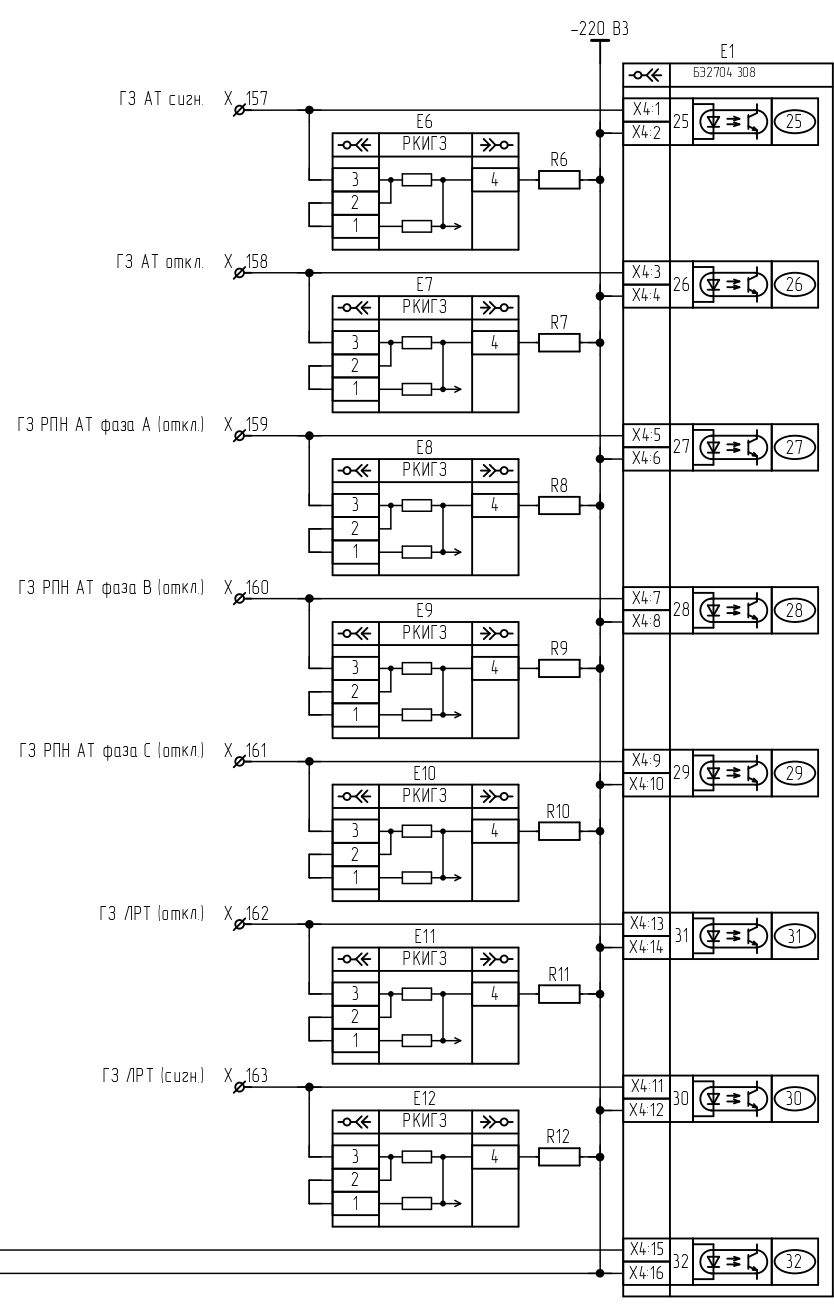 -220 В3
Е1
БЭ2704 308
ГЗ АТ сигн. Х 157
Х4:1
Х4:2
25 25
Е6
РКИГЗ
R6
3 4
2
1
ГЗ АТ откл. Х 158
Х4:3
Х4:4
26 26
Е7
РКИГЗ
R7
3 4
2
1
ГЗ РПН АТ фаза А (откл.) Х 159
Х4:5
Х4:6
27 27
Е8
РКИГЗ
R8
3 4
2
1
ГЗ РПН АТ фаза В (откл.) Х 160
Х4:7
Х4:8
28 28
Е9
РКИГЗ
R9
3 4
2
1
ГЗ РПН АТ фаза С (откл.) Х 161
Х4:9
Х4:10
29 29
Е10
РКИГЗ
R10
3 4
2
1
ГЗ ЛРТ (откл.) Х 162
Х4:13
Х4:14
31 31
Е11
РКИГЗ
R11
3 4
2
1
ГЗ ЛРТ (сигн.) Х 163
Х4:11
Х4:12
30 30
Е12
РКИГЗ
R12
3 4
2
1
Х4:15
Х4:16
32 32